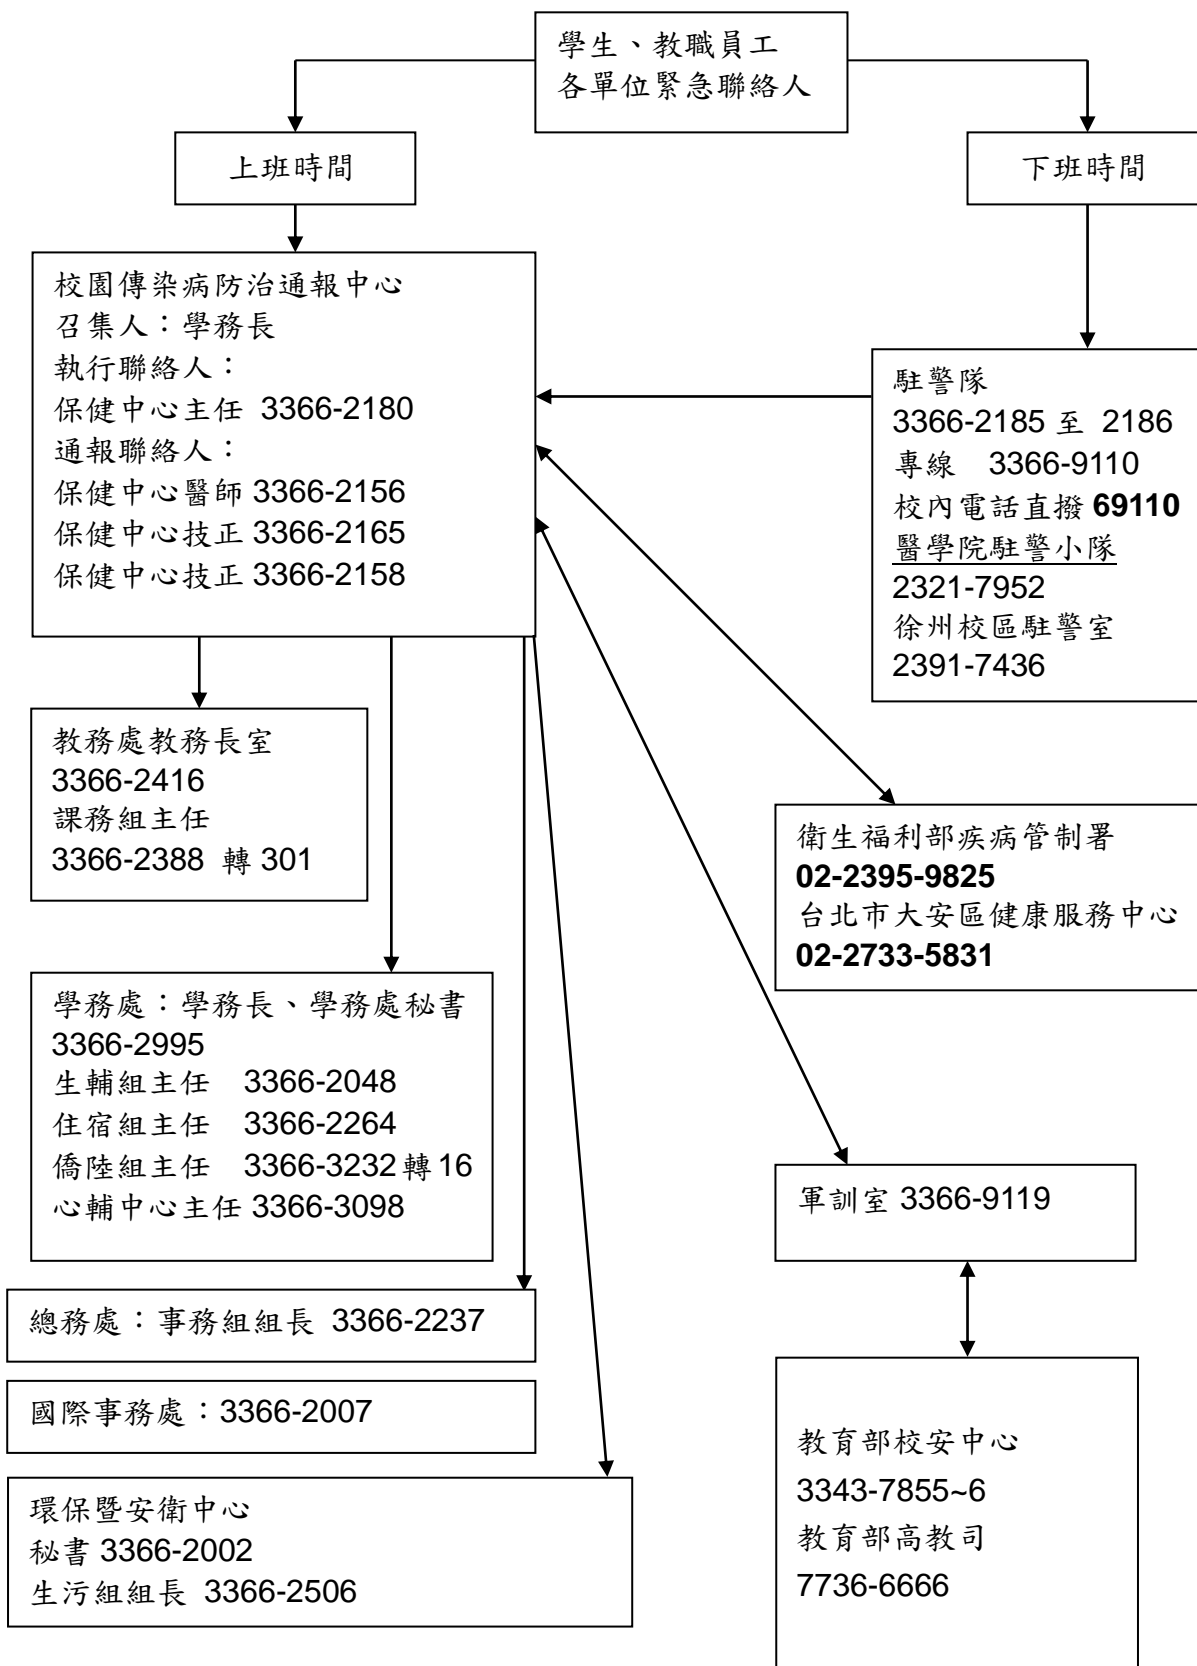 學生、教職員工
各單位緊急聯絡人
上班時間
下班時間
校園傳染病防治通報中心
召集人：學務長
執行聯絡人：
保健中心主任 3366-2180
通報聯絡人：
保健中心醫師 3366-2156
保健中心技正 3366-2165
保健中心技正 3366-2158
駐警隊
3366-2185 至 2186
專線 3366-9110
校內電話直撥 69110
醫學院駐警小隊
2321-7952
徐州校區駐警室
2391-7436
教務處教務長室
3366-2416
課務組主任
3366-2388 轉 301
衛生福利部疾病管制署
02-2395-9825
台北市大安區健康服務中心
02-2733-5831
學務處：學務長、學務處秘書
3366-2995
生輔組主任 3366-2048
住宿組主任 3366-2264
僑陸組主任 3366-3232 轉 16
心輔中心主任 3366-3098
軍訓室 3366-9119
總務處：事務組組長 3366-2237
國際事務處：3366-2007
環保暨安衛中心
秘書 3366-2002
生污組組長 3366-2506
教育部校安中心
3343-7855~6
教育部高教司
7736-6666